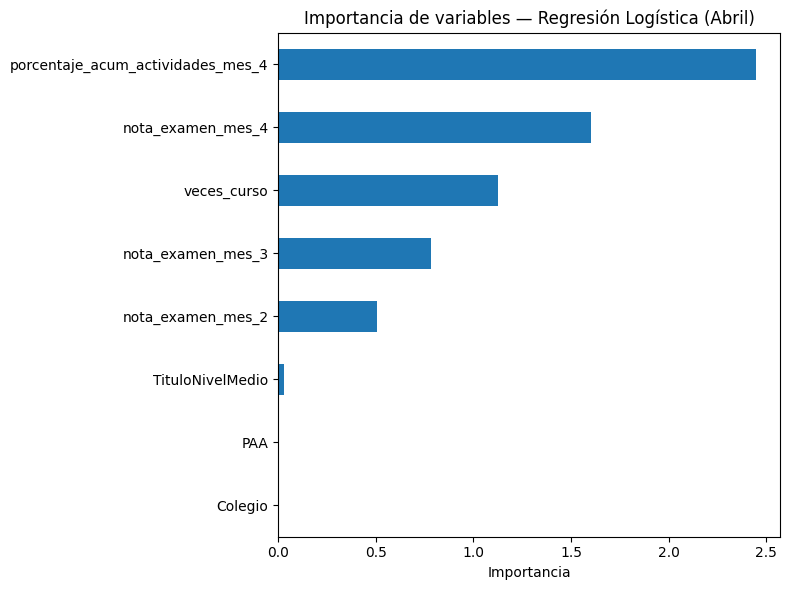 Importancia de variables — Regresión Logística (Abril)
porcentaje_acum_actividades_mes_4
nota_examen_mes_4
veces_curso
nota_examen_mes_3
nota_examen_mes_2
TituloNivelMedio
PAA
Colegio
0.0 0.5 1.0 1.5 2.0 2.5
Importancia